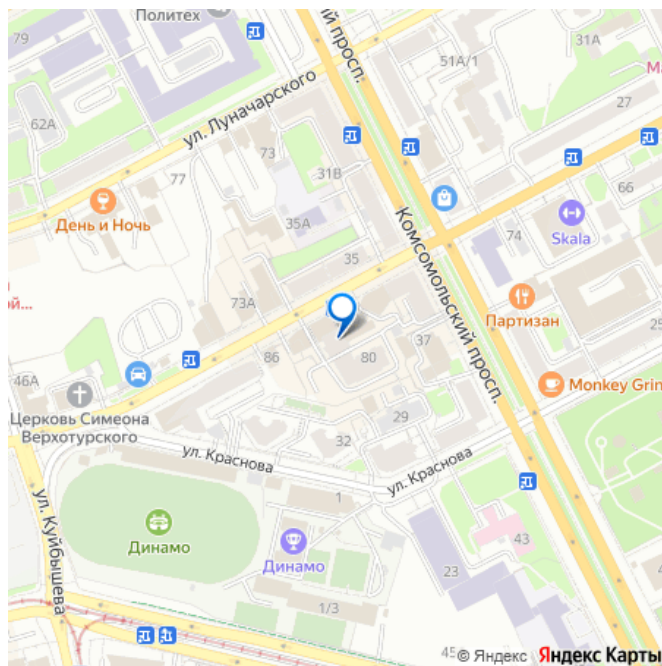 Политех
ий просп.
51А/1
31А
ул. Луначарского
62А
27
77
73
31В
66
День и Ночь
35А
Комсомольский просп.
74
Skala
35
73А
ой...
Партизан
37
86
80
46А
Monkey Grin
Церковь Симеона
Верхотурского
29
32
ул. Краснова
ул. Краснова
1
ул. Куйбышева
Динамо
Динамо
43
23
1/3
45
© Яндекс Яндекс Карты